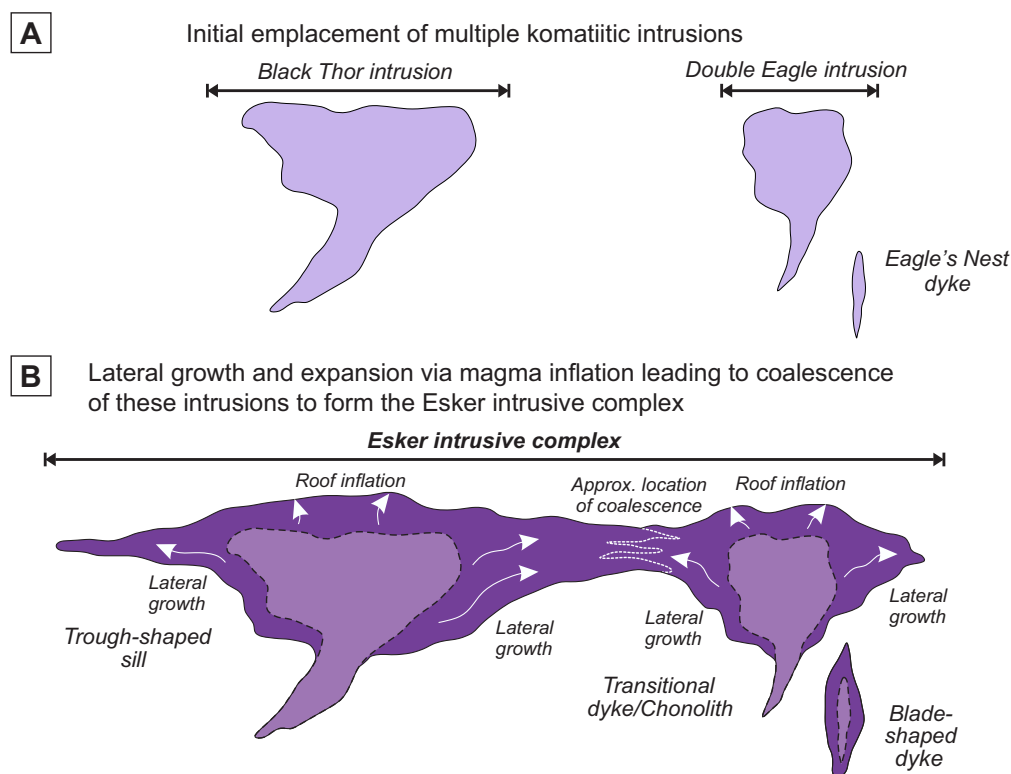 A
Initial emplacement of multiple komatiitic intrusions
Black Thor intrusion
Double Eagle intrusion
Eagle's Nest
dyke
B
Lateral growth and expansion via magma inflation leading to coalescence
of these intrusions to form the Esker intrusive complex
Esker intrusive complex
Roof inflation
Approx. location
of coalescence
Roof inflation
Lateral
growth
Trough-shaped
sill
Lateral
growth
Lateral
growth
Lateral
growth
Transitional
dyke/Chonolith
Blade-
shaped
dyke